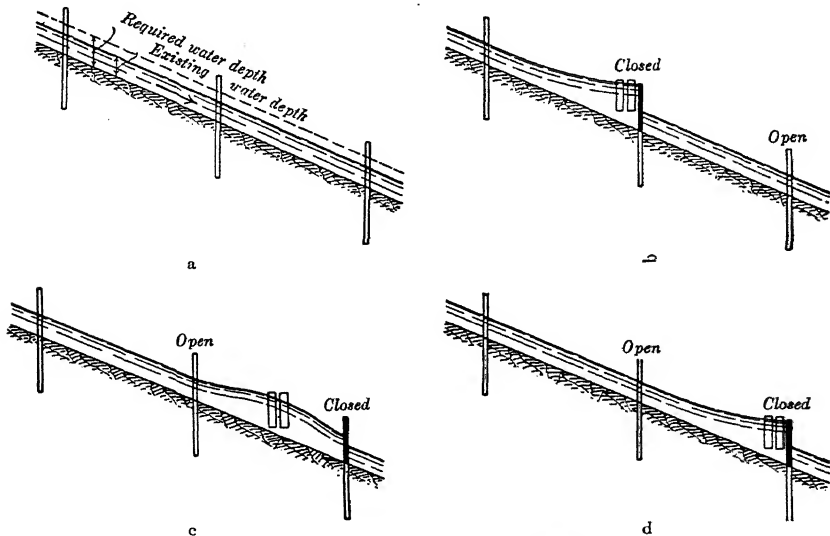 Required water depth
Existing water depth
a
Closed
Open
b
Open
Closed
c
Open
Closed
d